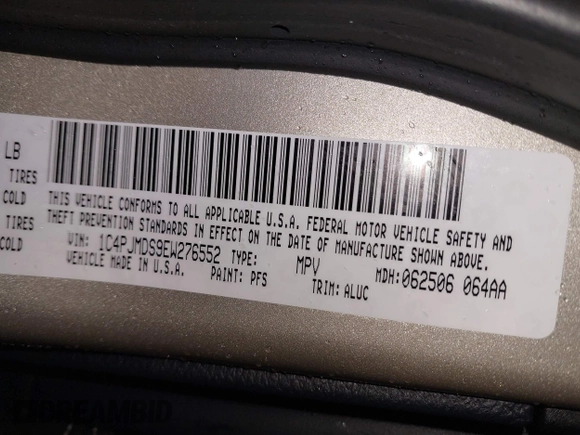 LB
TIRES
COLD
TIRES
COLD
THIS VEHICLE CONFORMS TO ALL APPLICABLE U.S.A. FEDERAL MOTOR VEHICLE SAFETY AND
THEFT PREVENTION STANDARDS IN EFFECT ON THE DATE OF MANUFACTURE SHOWN ABOVE.
VIN: 1C4PJMDS9EW276552 TYPE: MPV MDH:062506 064AA
VEHICLE MADE IN U.S.A. PAINT: PFS TRIM: ALUC
DREAMBID